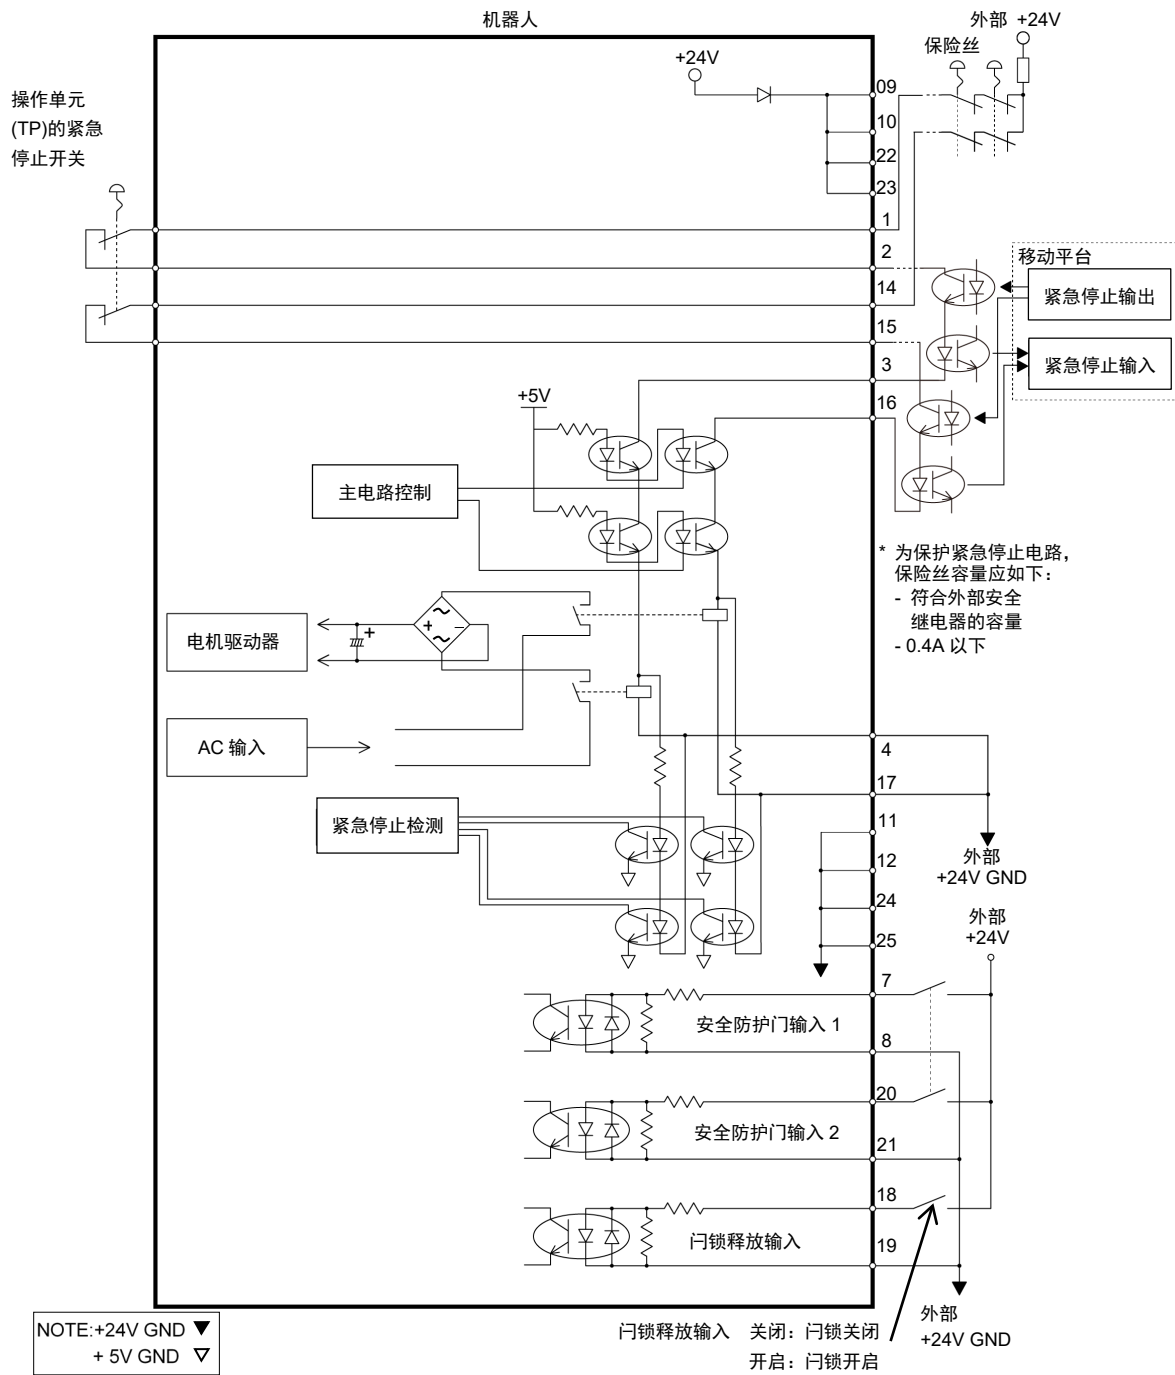 机器人
外部 +24V
保险丝
+24V
操作单元
(TP)的紧急
停止开关
09
10
22
23
1
2
14
15
3
16
移动平台
紧急停止输出
紧急停止输入
+5V
主电路控制
* 为保护紧急停止电路,
保险丝容量应如下:
- 符合外部安全
继电器的容量
- 0.4A 以下
电机驱动器
+
+
−
AC 输入
4
17
紧急停止检测
11
12
24
25
外部
+24V GND
外部
+24V
7
安全防护门输入 1
8
20
安全防护门输入 2
21
18
闩锁释放输入
19
外部
+24V GND
NOTE:+24V GND ▼
+ 5V GND ▽
闩锁释放输入 关闭:闩锁关闭
开启:闩锁开启